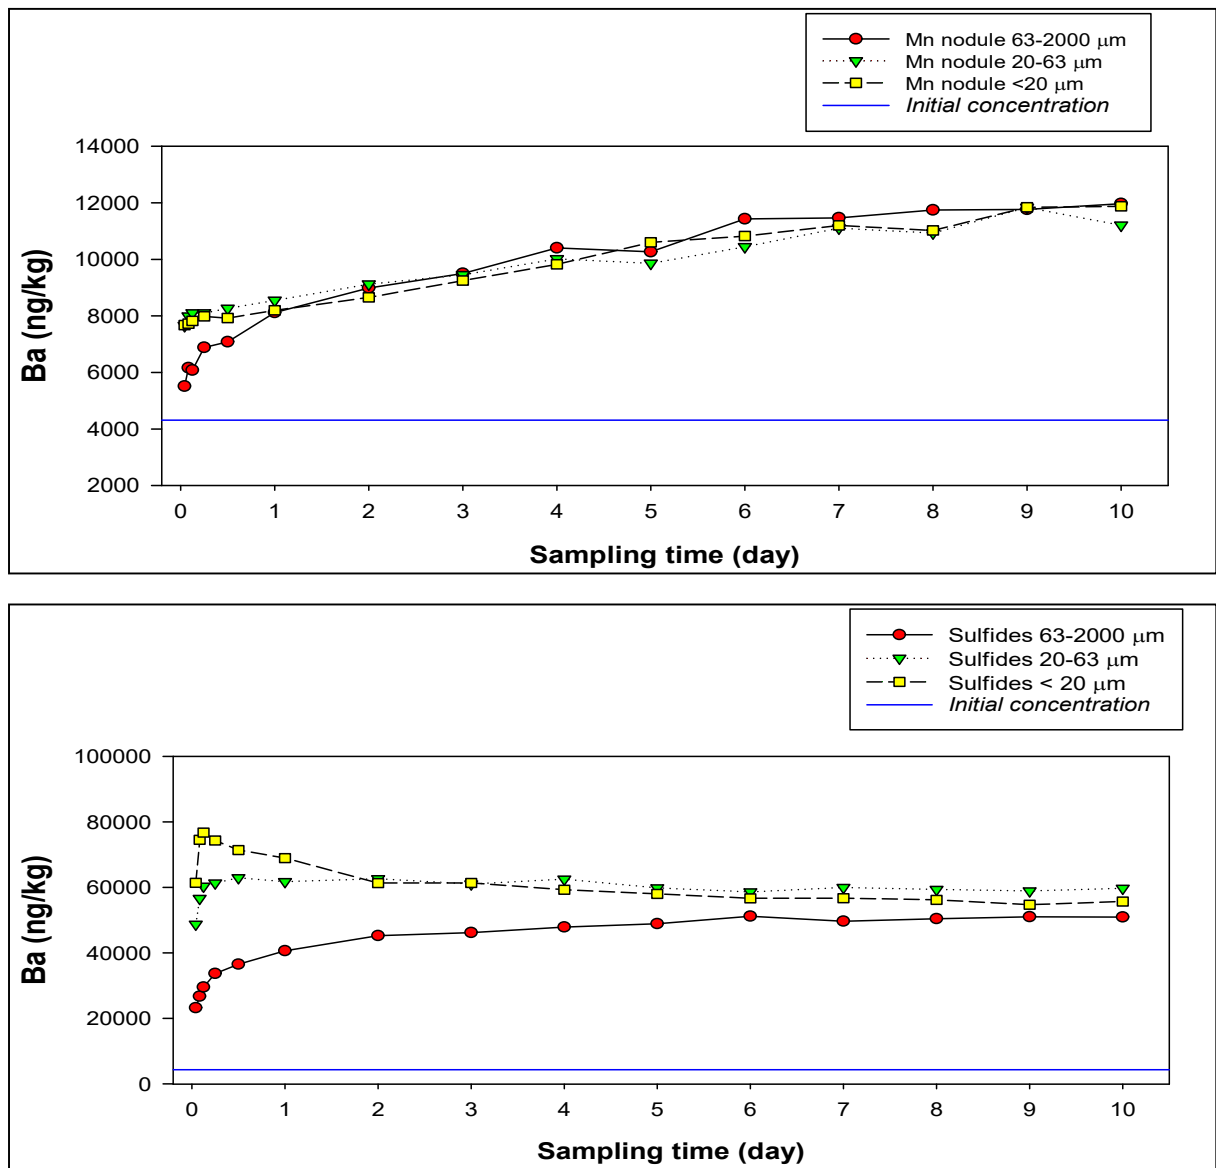 Mn nodule 63-2000 μm
Mn nodule 20-63 μm
Mn nodule <20 μm
Initial concentration
14000
12000
10000
8000
6000
4000
2000
Ba (ng/kg)
0 1 2 3 4 5 6 7 8 9 10
Sampling time (day)
Sulfides 63-2000 μm
Sulfides 20-63 μm
Sulfides < 20 μm
Initial concentration
100000
80000
60000
40000
20000
0
Ba (ng/kg)
0 1 2 3 4 5 6 7 8 9 10
Sampling time (day)